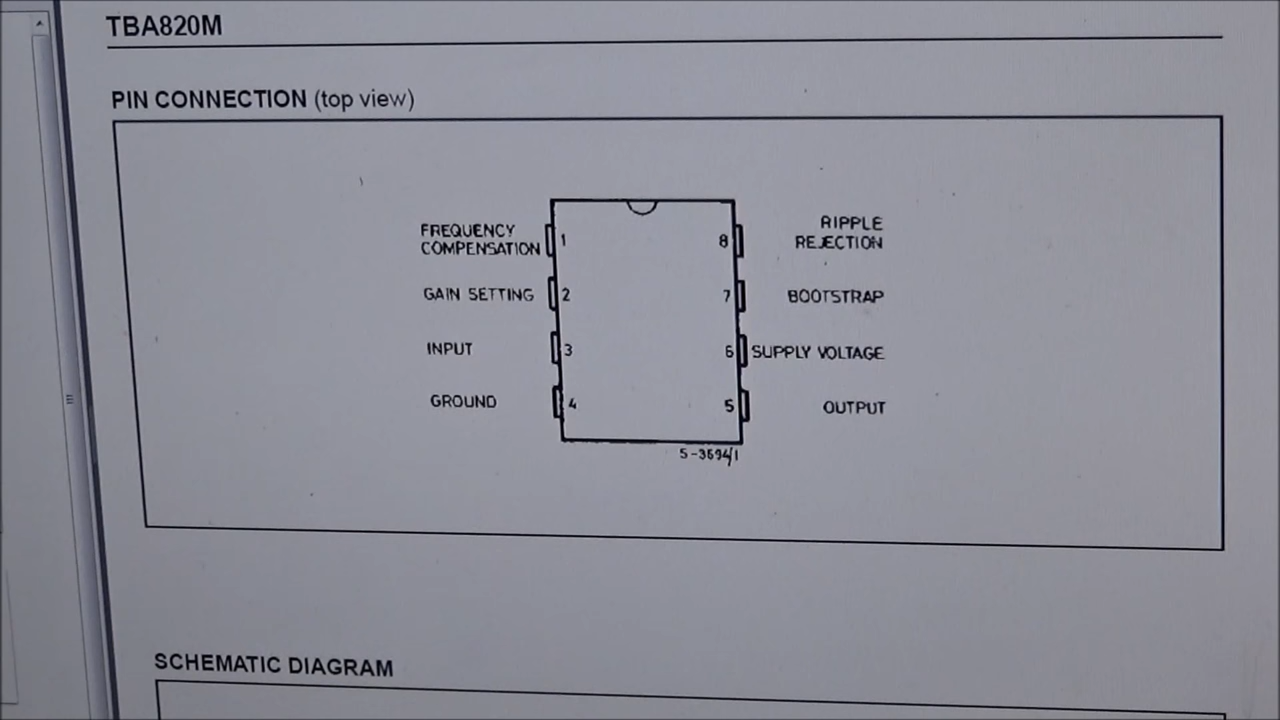 TBA820M
PIN CONNECTION (top view)
FREQUENCY
COMPENSATION
1
GAIN SETTING
2
INPUT
3
GROUND
4
RIPPLE
REJECTION
8
BOOTSTRAP
7
SUPPLY VOLTAGE
6
OUTPUT
5
5-3694/1
SCHEMATIC DIAGRAM